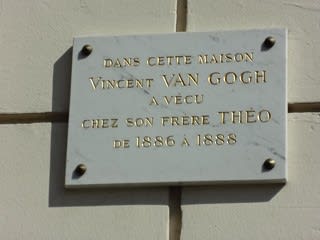 DANS CETTE MAISON
VINCENT VAN GOGH
A VÉCU
CHEZ SON FRÈRE THÉO
DE 1886 À 1888